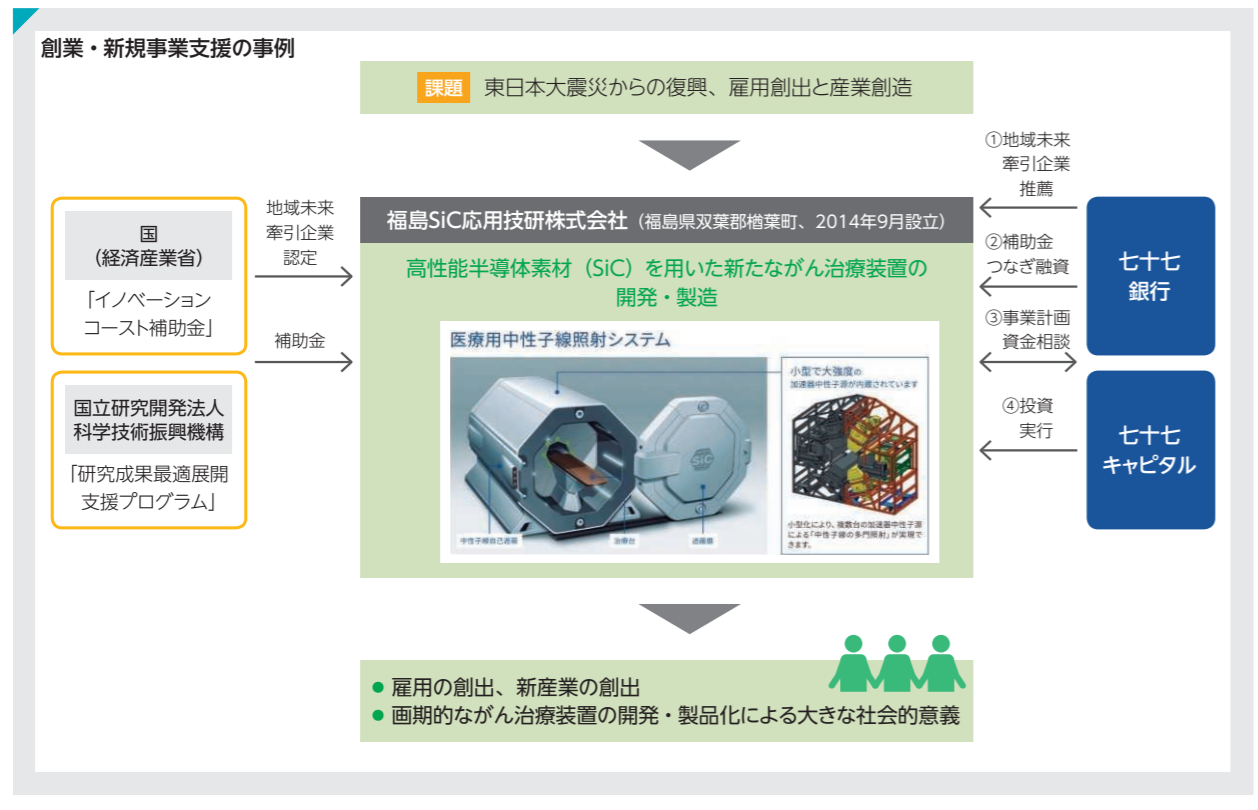 創業・新規事業支援の事例
課題 東日本大震災からの復興、雇用創出と産業創造
国
（経済産業省）
「イノベーション
コースト補助金」
国立研究開発法人
科学技術振興機構
「研究成果最適展開
支援プログラム」
地域未来
牽引企業
認定
補助金
福島SiC応用技研株式会社（福島県双葉郡楢葉町、2014年9月設立）
高性能半導体素材（SiC）を用いた新たながん治療装置の
開発・製造
医療用中性子線照射システム
SiC
中性子線自己遮蔽
治療台
遮蔽扉
小型で大強度の
加速器中性子源が内蔵されています
小型化により、複数台の加速器中性子源
による「中性子線の多門照射」が実現で
きます。
①地域未来
牽引企業
推薦
②補助金
つなぎ融資
③事業計画
資金相談
④投資
実行
七十七
銀行
七十七
キャピタル
●雇用の創出、新産業の創出
●画期的ながん治療装置の開発・製品化による大きな社会的意義